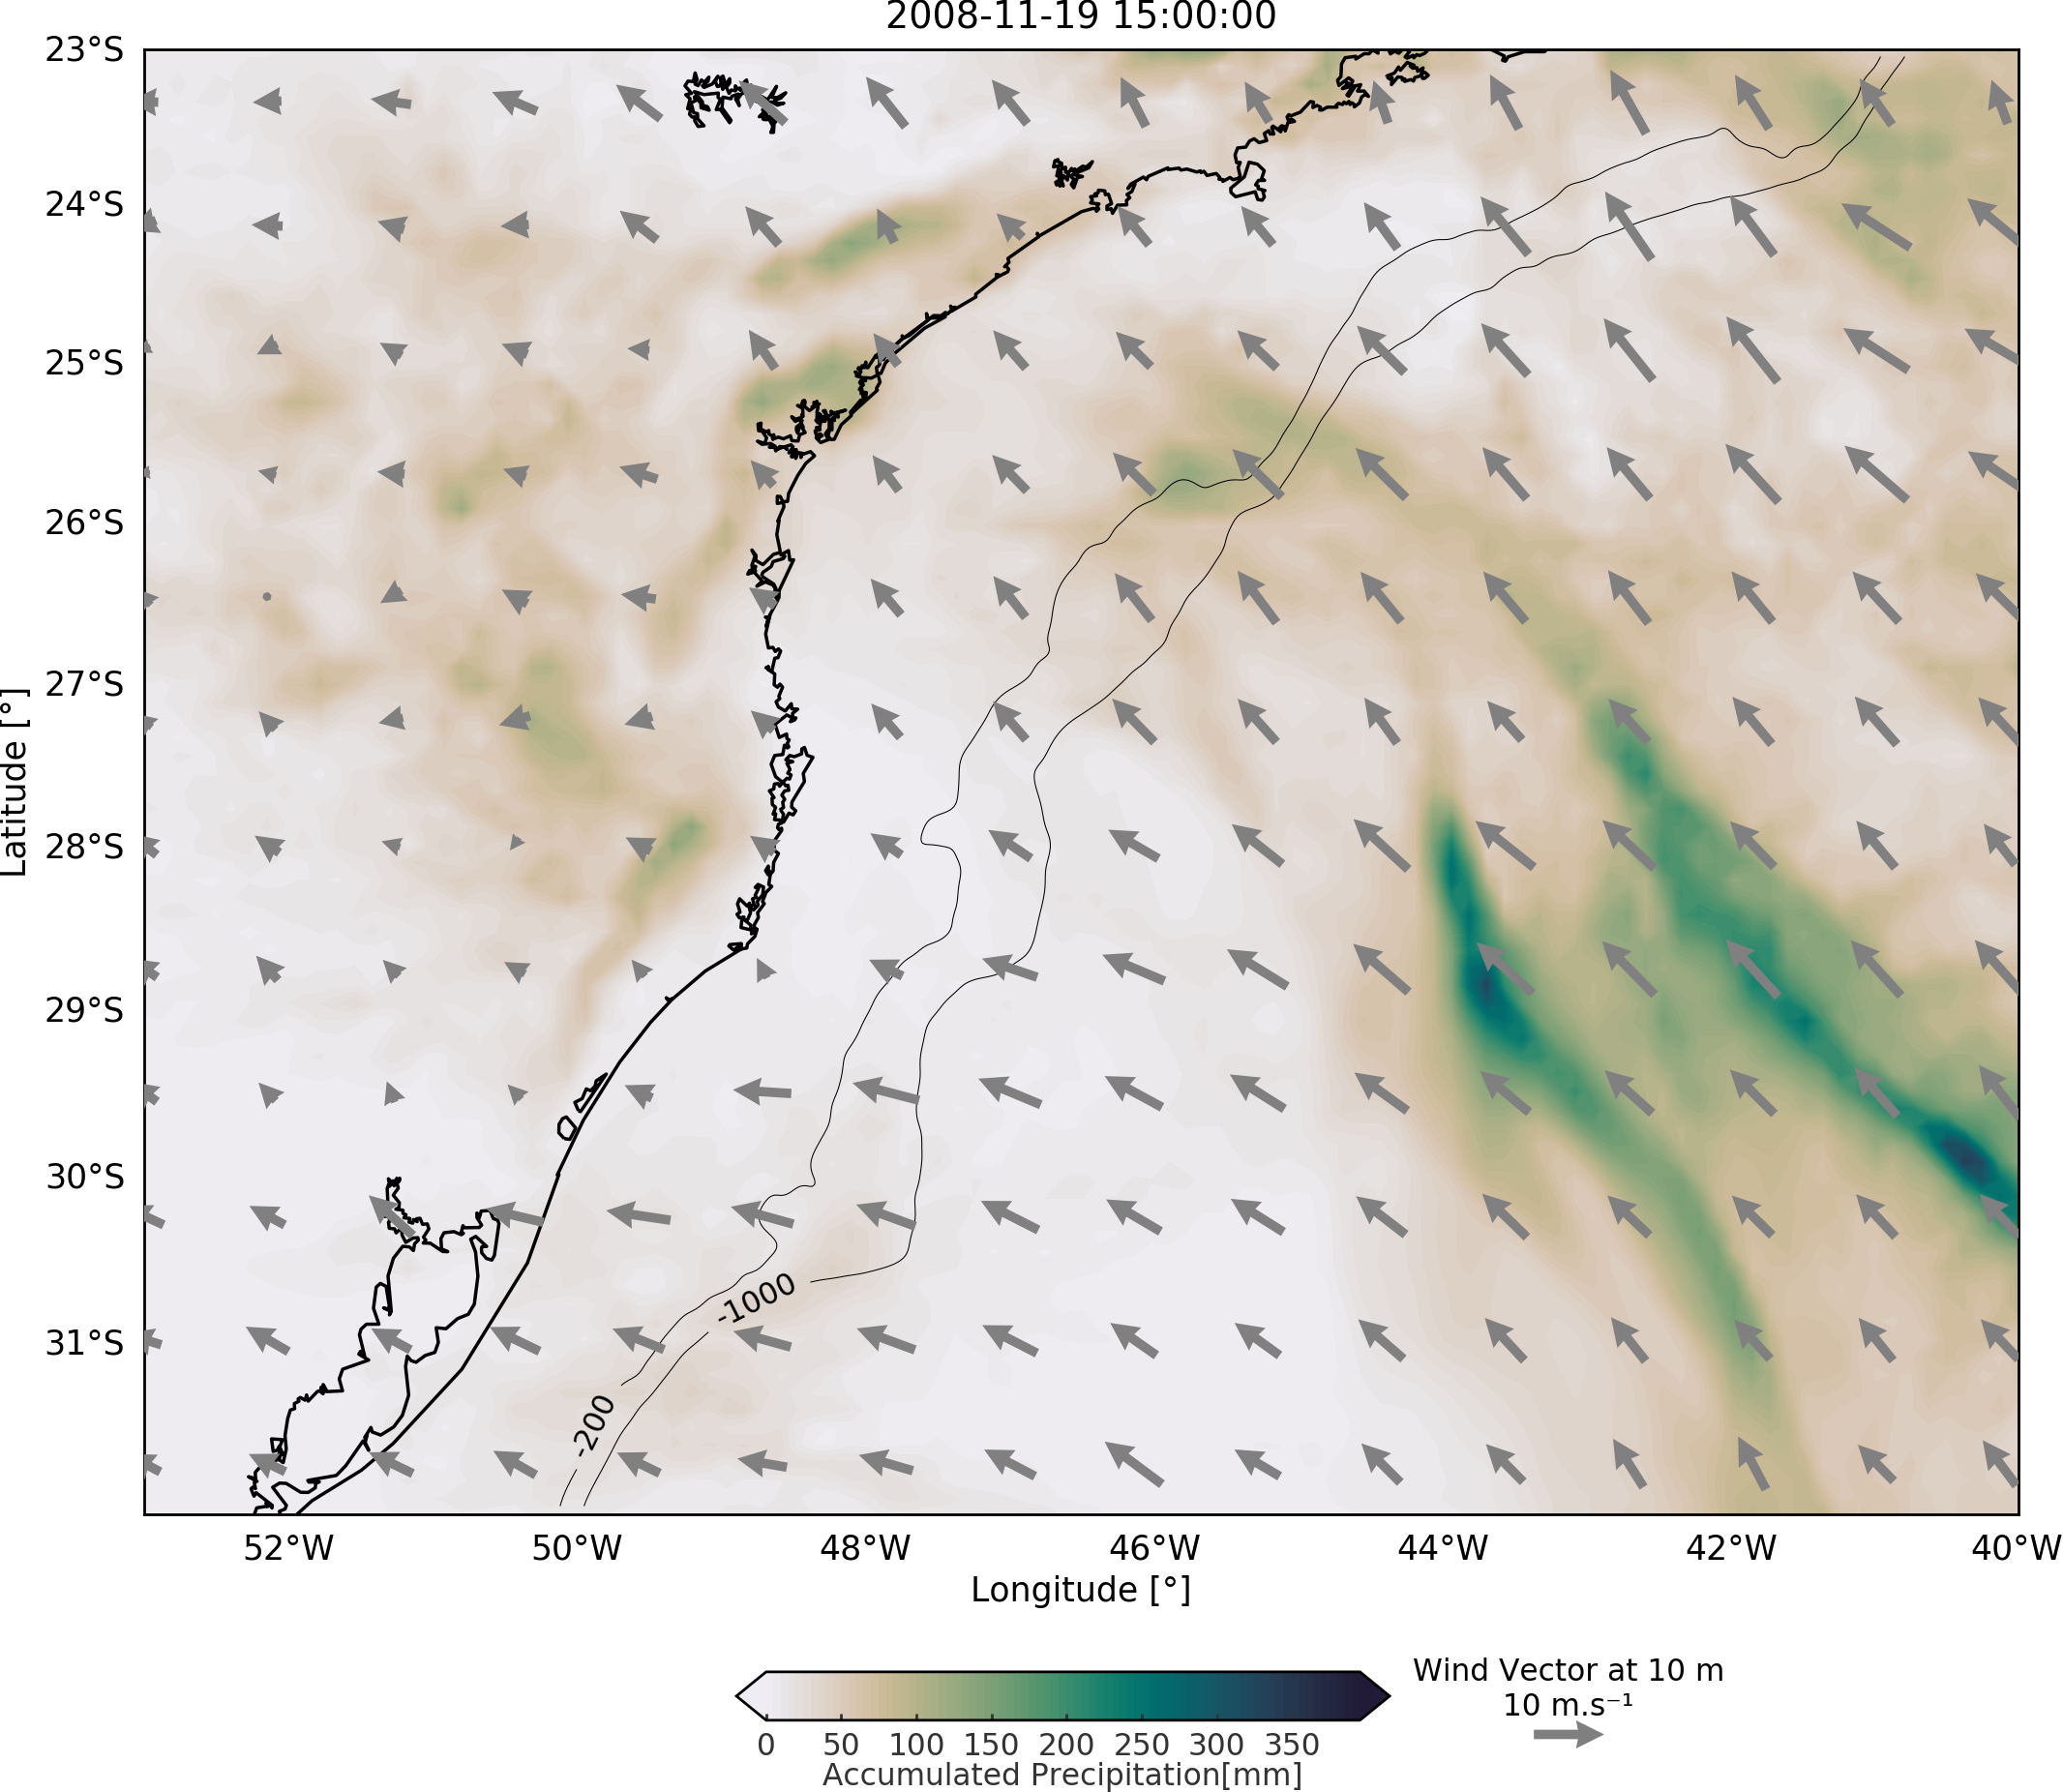 2008-11-19 15:00:00
23°S
24°S
25°S
26°S
27°S
28°S
29°S
30°S
31°S
Latitude [°]
-1000
-200
52°W 50°W 48°W 46°W 44°W 42°W 40°W
Longitude [°]
Wind Vector at 10 m
10 m.s⁻¹
0 50 100 150 200 250 300 350
Accumulated Precipitation[mm]